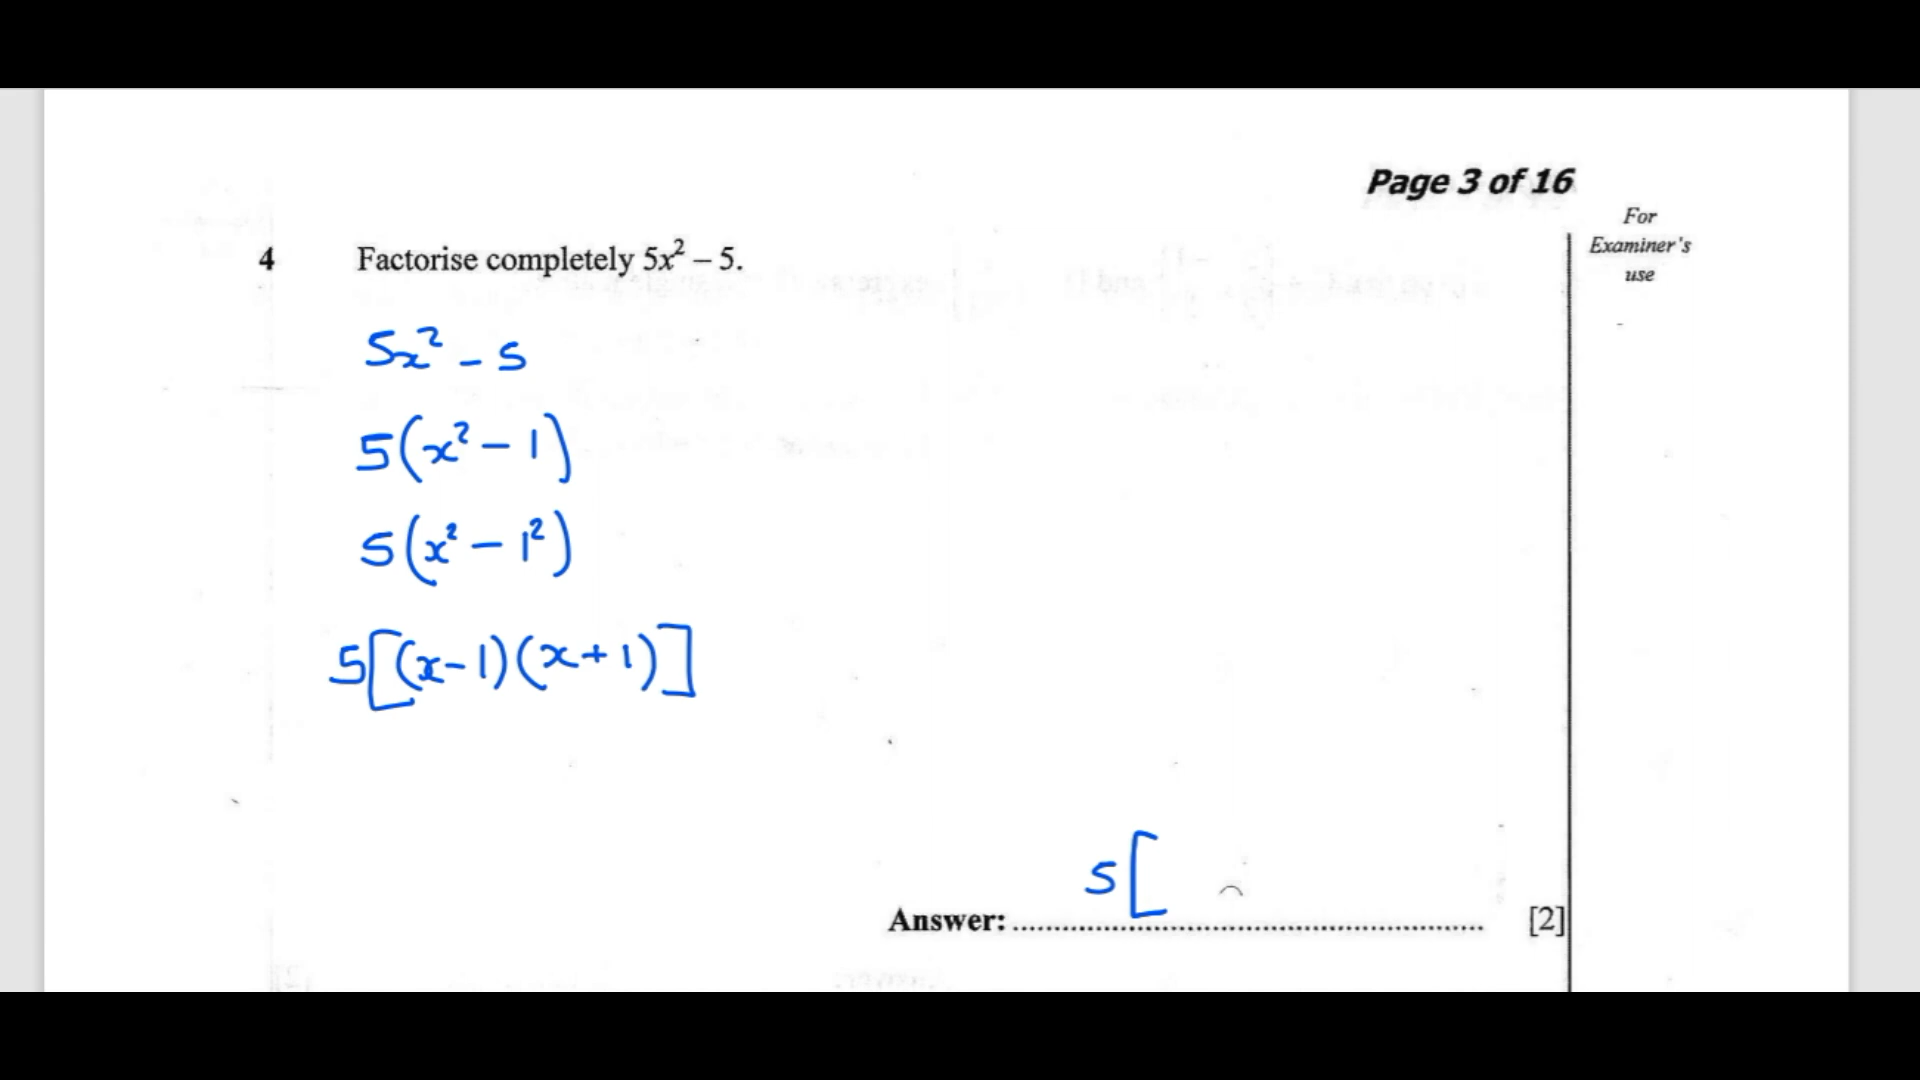 Page 3 of 16
For
Examiner's
use
4 Factorise completely 5x² – 5.
5x² – 5
5(x² – 1)
5(x² – 1²)
5[(x–1)(x+1)]
5[
Answer: .................................................. [2]